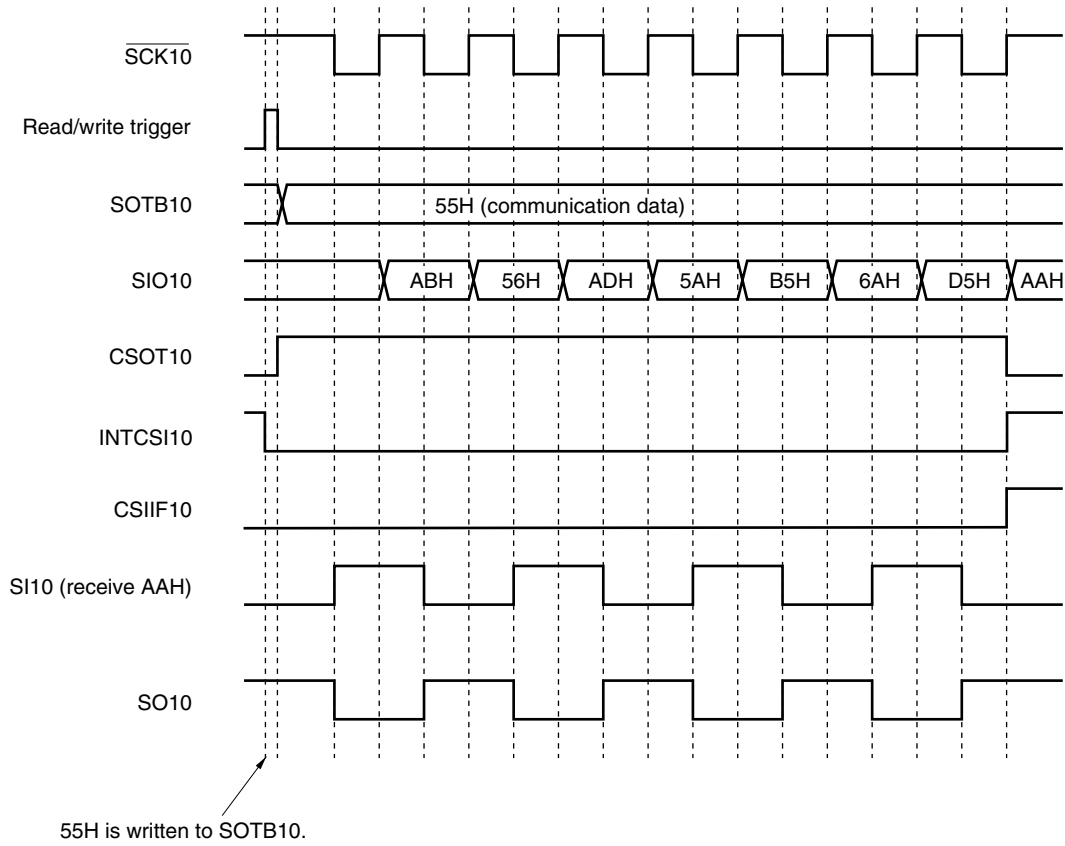 SCK10
Read/write trigger
SOTB10
55H (communication data)
SIO10
ABH
56H
ADH
5AH
B5H
6AH
D5H
AAH
CSOT10
INTCSI10
CSIIF10
SI10 (receive AAH)
SO10
55H is written to SOTB10.